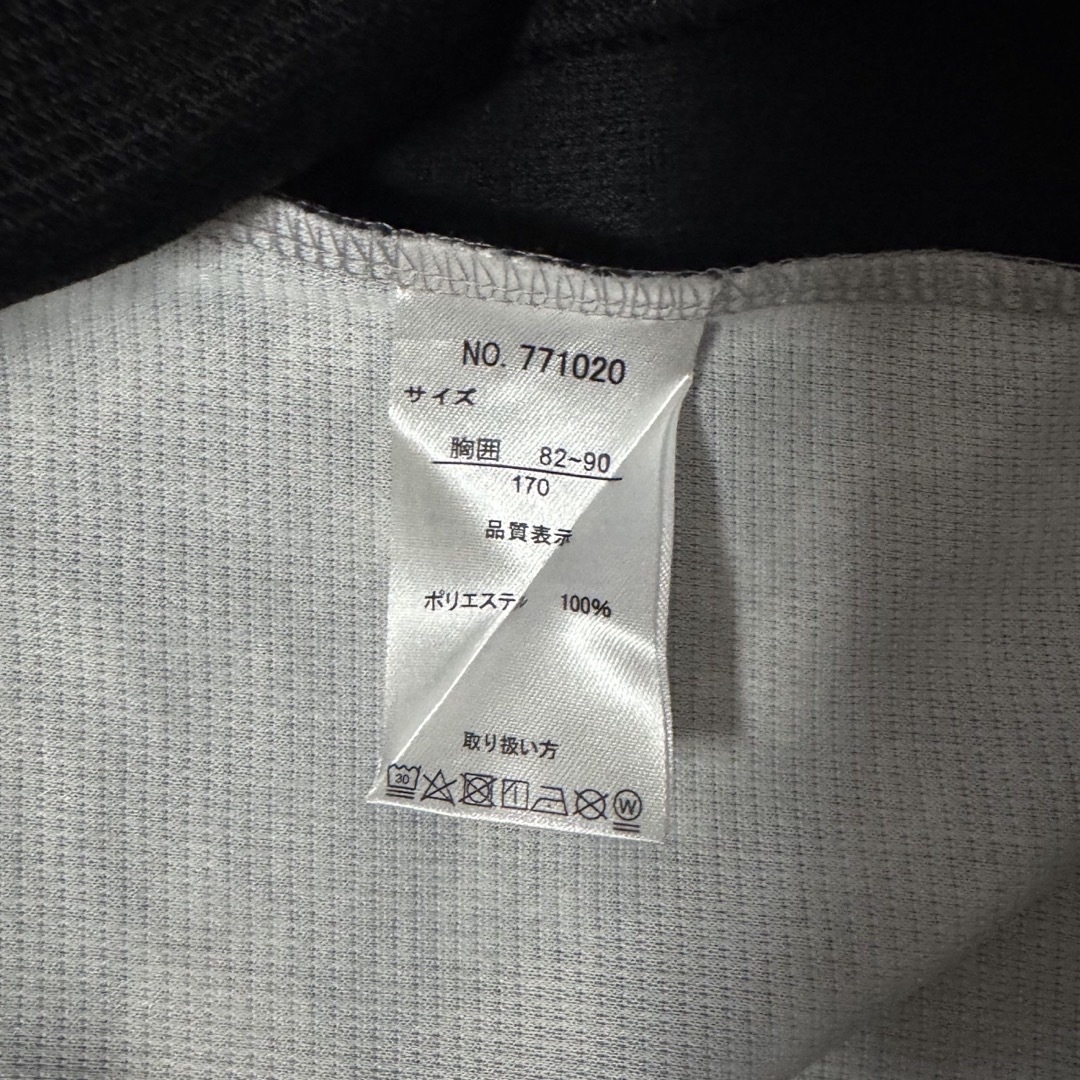 NO. 771020
サイズ
胸囲 82~90
170
品質表示
ポリエステル 100%
取り扱い方
30 W